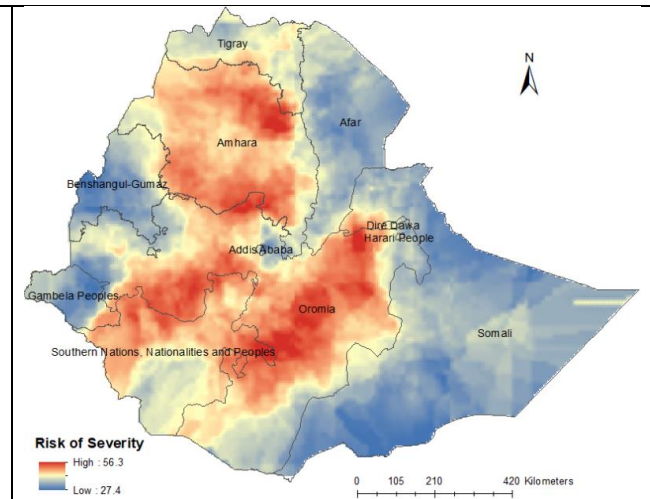 Tigray
N
Afar
Amhara
Benshangul-Gumaz
Dire Dawa
Harari People
Addis Ababa
Gambela Peoples
Oromia
Somali
Southern Nations, Nationalities and Peoples
Risk of Severity
High : 56.3
Low : 27.4
0 105 210 420 Kilometers